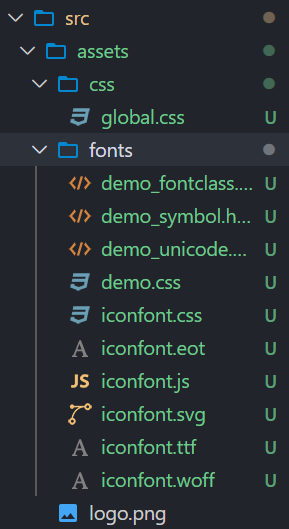 src
assets
css
global.css U
fonts
demo_fontclass.... U
demo_symbol.h... U
demo_unicode.... U
demo.css U
iconfont.css U
A iconfont.eot U
JS iconfont.js U
iconfont.svg U
A iconfont.ttf U
A iconfont.woff U
logo.png